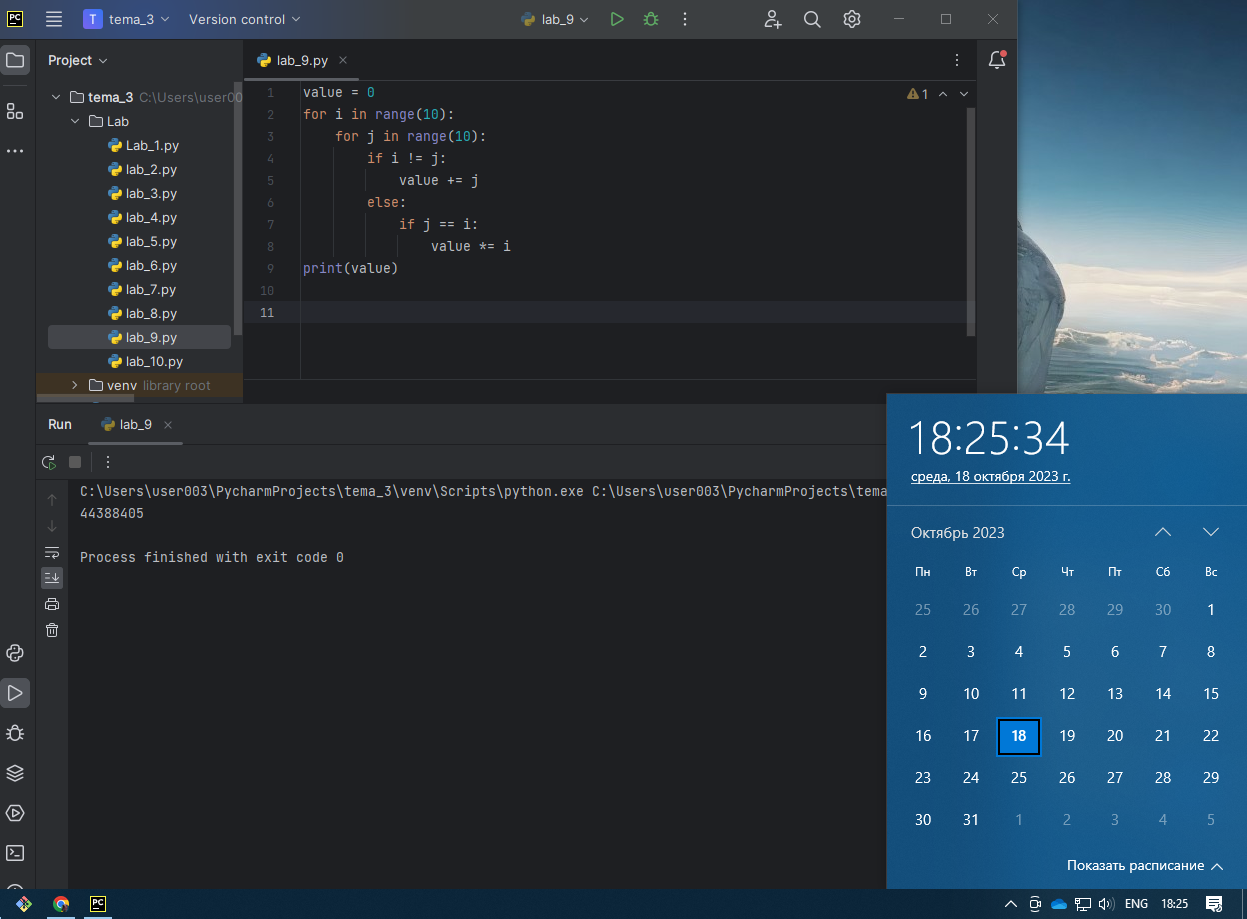 PC T tema_3 Version control lab_9
Project
lab_9.py
tema_3 C:\Users\user00
Lab
Lab_1.py
lab_2.py
lab_3.py
lab_4.py
lab_5.py
lab_6.py
lab_7.py
lab_8.py
lab_9.py
lab_10.py
venv library root
1 value = 0
2 for i in range(10):
3 for j in range(10):
4 if i != j:
5 value += j
6 else:
7 if j == i:
8 value *= i
9 print(value)
10
11
1
Run lab_9
C:\Users\user003\PycharmProjects\tema_3\venv\Scripts\python.exe C:\Users\user003\PycharmProjects\tema
44388405
Process finished with exit code 0
18:25:34
среда, 18 октября 2023 г.
Октябрь 2023
Пн Вт Ср Чт Пт Сб Вс
25 26 27 28 29 30 1
2 3 4 5 6 7 8
9 10 11 12 13 14 15
16 17 18 19 20 21 22
23 24 25 26 27 28 29
30 31 1 2 3 4 5
Показать расписание
PC ENG 18:25